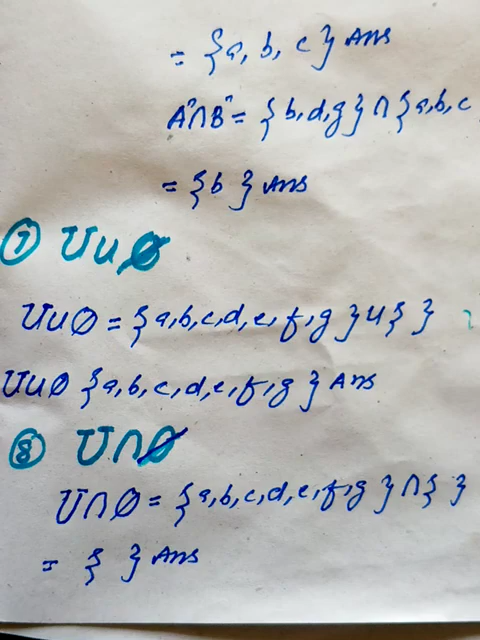 = {a, b, c} Ans
A"∩B" = {b,d,g} ∩ {a,b,c
= {b} Ans
⑦ U∪∅
U∪∅ = {a,b,c,d,e,f,g} ∪ { }
U∪∅ {a,b,c,d,e,f,g} Ans
⑧ U∩∅
U∩∅ = {a,b,c,d,e,f,g} ∩ { }
= { } Ans